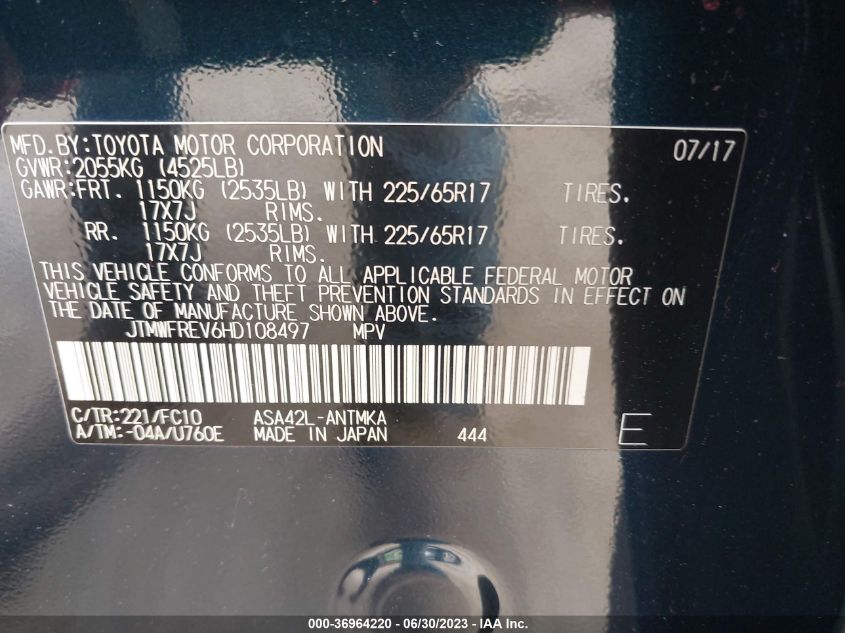 MFD.BY:TOYOTA MOTOR CORPORATION 07/17
GVWR:2055KG (4525LB)
GAWR:FRT. 1150KG (2535LB) WITH 225/65R17 TIRES.
17X7J RIMS.
RR. 1150KG (2535LB) WITH 225/65R17 TIRES.
17X7J RIMS.
THIS VEHICLE CONFORMS TO ALL APPLICABLE FEDERAL MOTOR
VEHICLE SAFETY AND THEFT PREVENTION STANDARDS IN EFFECT ON
THE DATE OF MANUFACTURE SHOWN ABOVE.
JTMWFREV6HD108497 MPV
C/TR:221/FC10 ASA42L-ANTMKA
A/TM:-04A/U760E MADE IN JAPAN 444 E
000-36964220 - 06/30/2023 - IAA Inc.